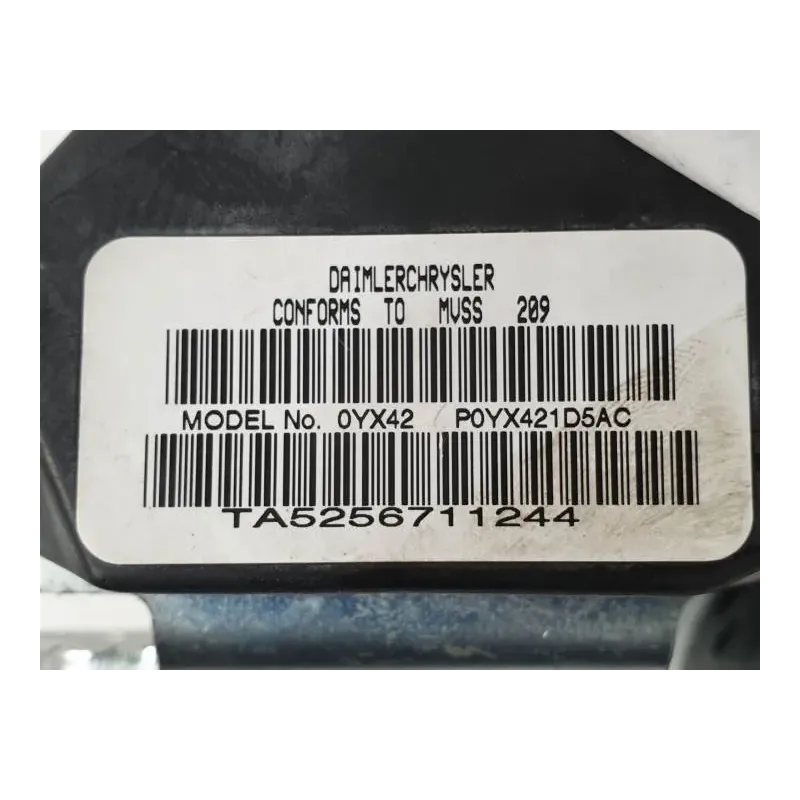 DAIMLERCHRYSLER
CONFORMS TO MVSS 209
MODEL No. 0YX42 P0YX421D5AC
TA5256711244